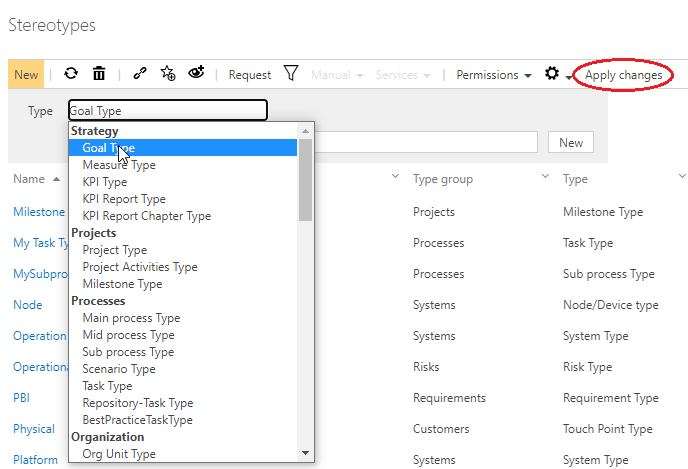 Stereotypes
New Request Manual Services Permissions Apply changes
Type Goal Type
Strategy
Goal Type
Measure Type
KPI Type
KPI Report Type
KPI Report Chapter Type
Projects
Project Type
Project Activities Type
Milestone Type
Processes
Main process Type
Mid process Type
Sub process Type
Scenario Type
Task Type
Repository-Task Type
BestPracticeTaskType
Organization
Org Unit Type
New
Name Type group Type
Milestone Projects Milestone Type
My Task Ty Processes Task Type
MySubpro Processes Sub process Type
Node Systems Node/Device type
Operation Systems System Type
Operationa Risks Risk Type
PBI Requirements Requirement Type
Physical Customers Touch Point Type
Platform Systems System Type